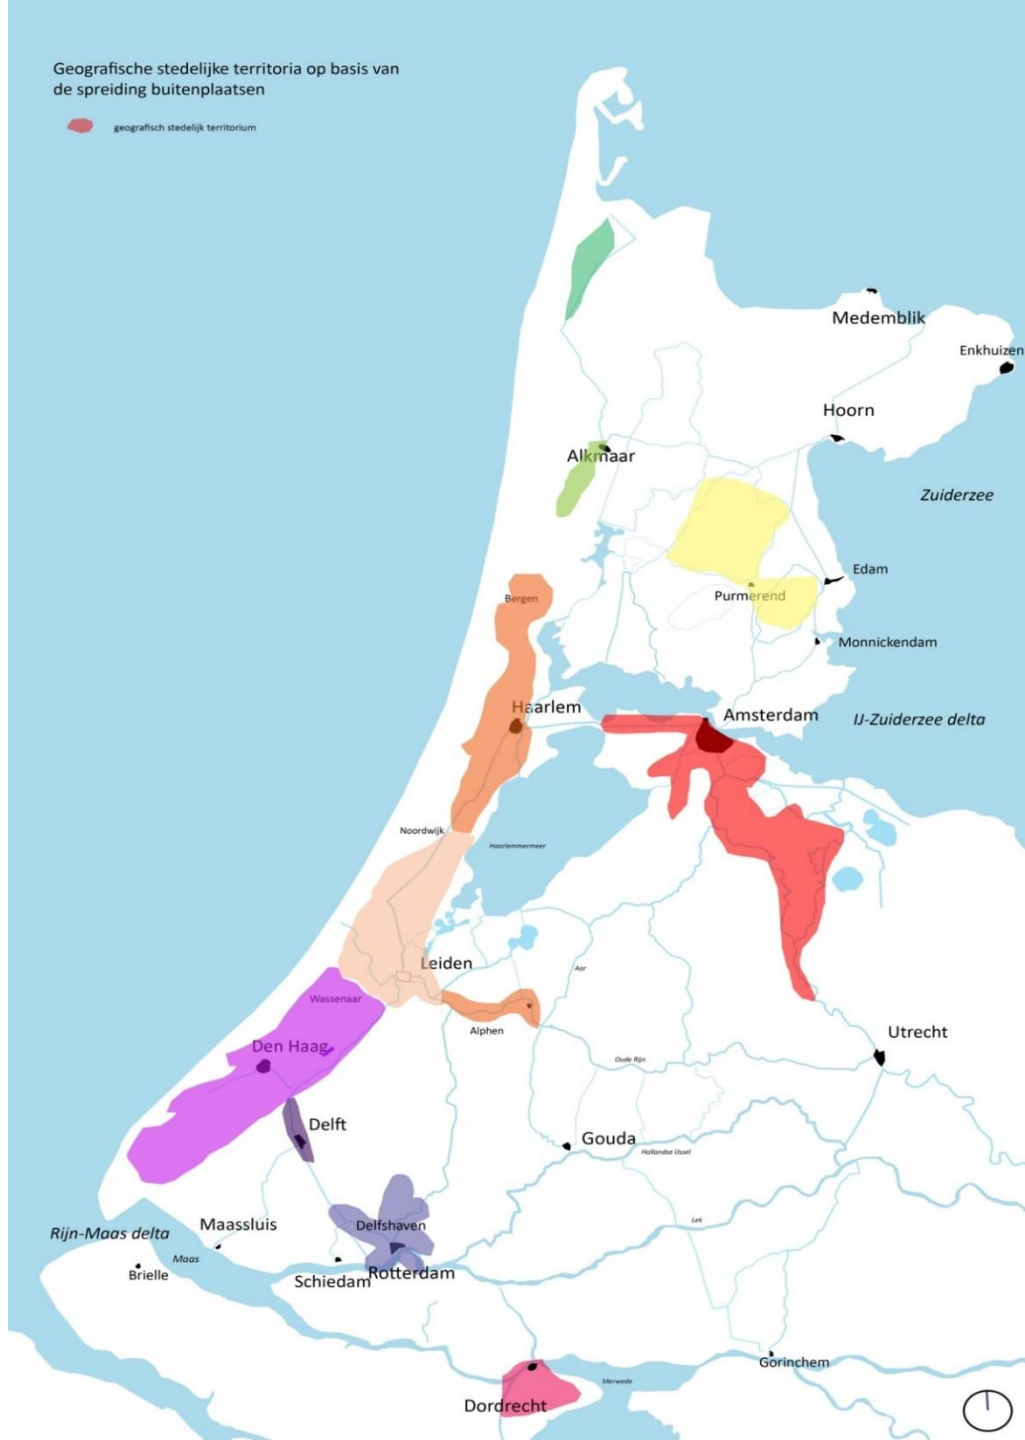 Geografische stedelijke territoria op basis van
de spreiding buitenplaatsen
geografisch stedelijk territorium
Medemblik
Enkhuizen
Hoorn
Alkmaar
Zuiderzee
Edam
Purmerend
Bergen
Monnickendam
Haarlem
Amsterdam
IJ-Zuiderzee delta
Noordwijk
Haarlemmermeer
Leiden
Aar
Wassenaar
Alphen
Utrecht
Den Haag
Oude Rijn
Delft
Gouda
Hollandse IJssel
Maassluis
Delfshaven
Lek
Rijn-Maas delta
Maas
Brielle
Schiedam
Rotterdam
Gorinchem
Merwede
Dordrecht